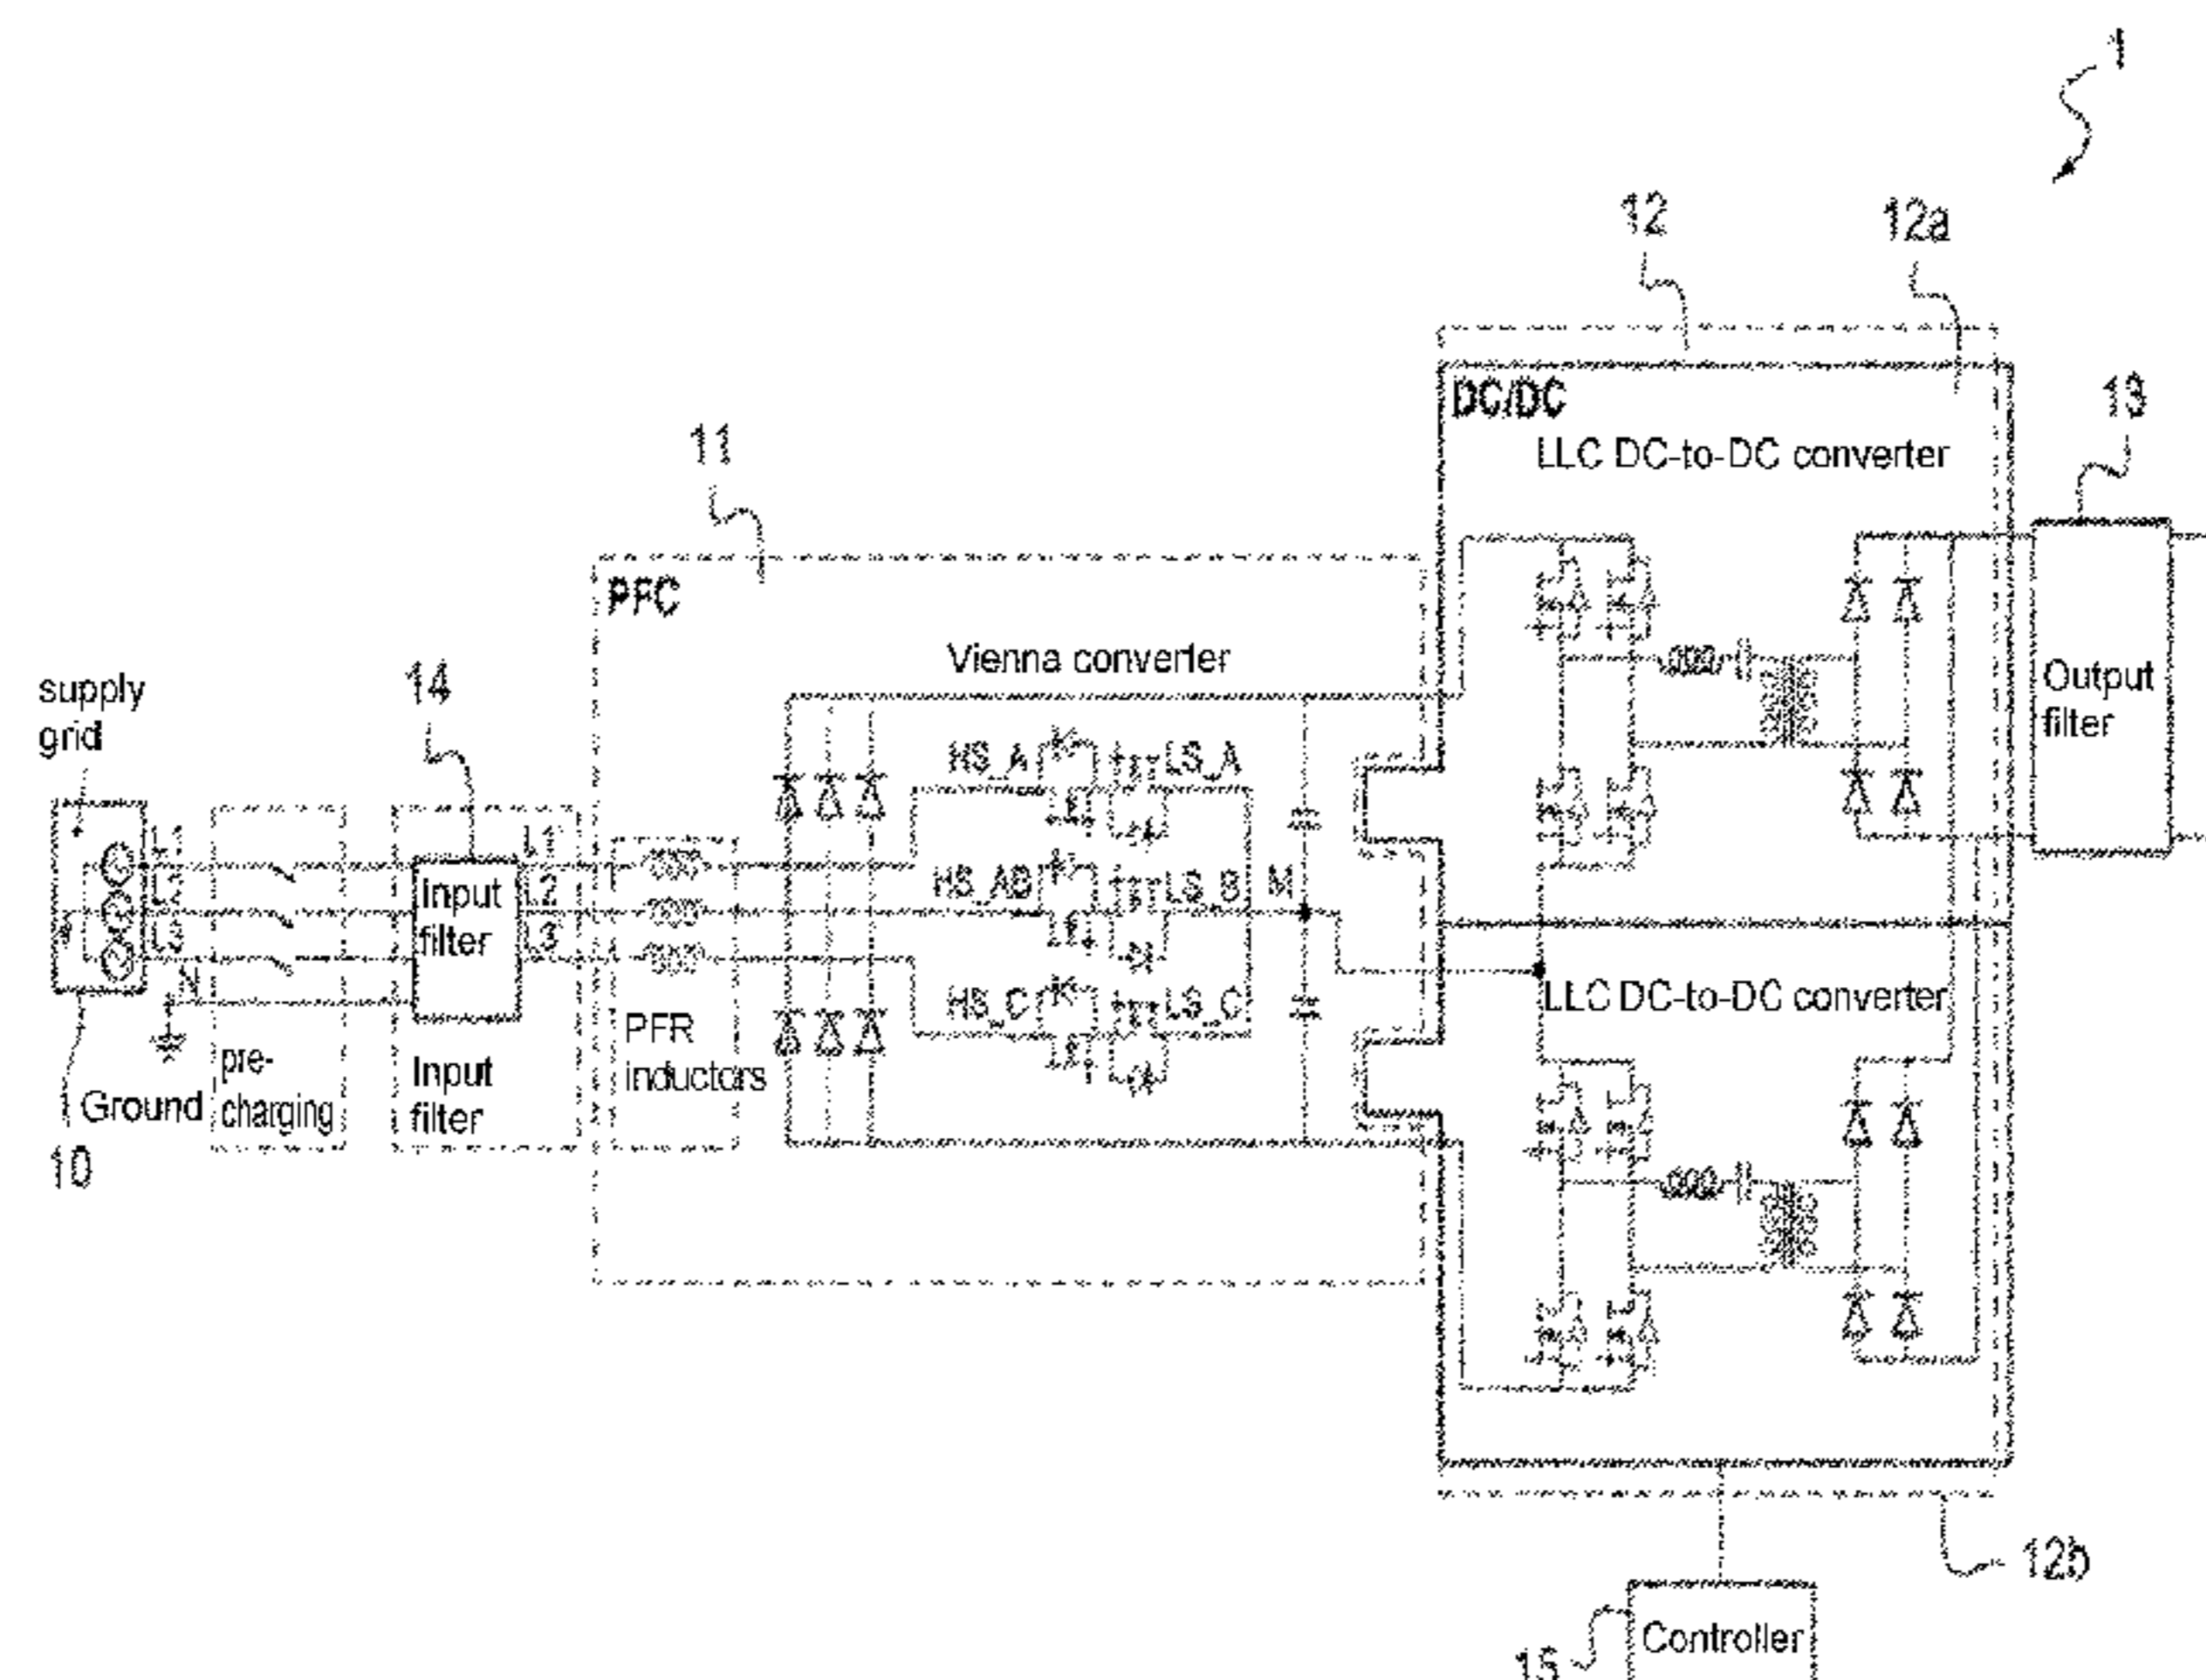 1
12
12a
DC/DC
LLC DC-to-DC converter
13
11
PFC
Vienna converter
Output
filter
14
supply
grid
HS_A
LS_A
L1
L2
L3
N
Input
filter
L1
L2
L3
HS_AB
LS_B
M
HS_C
LS_C
LLC DC-to-DC converter
PFR
inductors
pre-
charging
Input
filter
Ground
10
12b
Controller
15